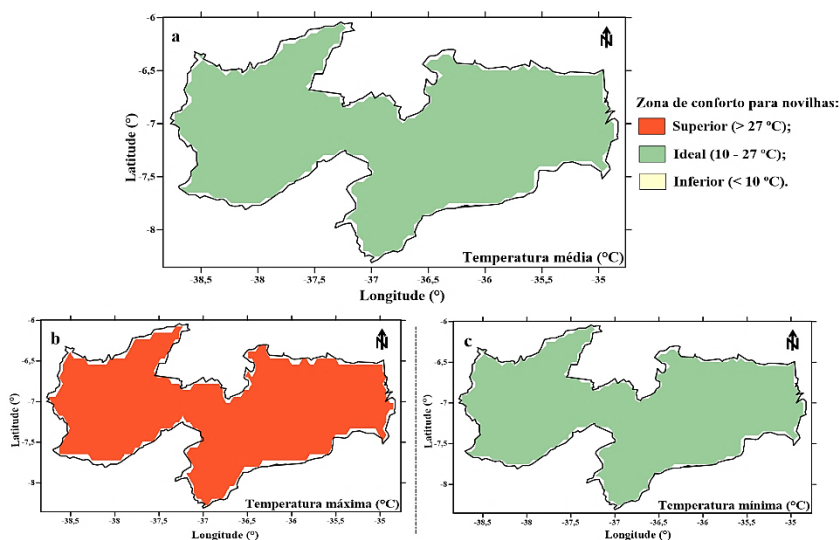 a
N
-6
-6,5
-7
-7,5
-8
Latitude (°)
Temperatura média (°C)
-38,5 -38 -37,5 -37 -36,5 -36 -35,5 -35
Longitude (°)
Zona de conforto para novilhas:
Superior (> 27 °C);
Ideal (10 - 27 °C);
Inferior (< 10 °C).
b
N
-6
-6,5
-7
-7,5
-8
Latitude (°)
Temperatura máxima (°C)
-38,5 -38 -37,5 -37 -36,5 -36 -35,5 -35
Longitude (°)
c
N
-6
-6,5
-7
-7,5
-8
Latitude (°)
Temperatura mínima (°C)
-38,5 -38 -37,5 -37 -36,5 -36 -35,5 -35
Longitude (°)